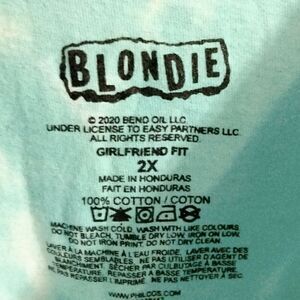 BLONDIE
© 2020 BEND OIL LLC
UNDER LICENSE TO EASY PARTNERS LLC.
ALL RIGHTS RESERVED.
GIRLFRIEND FIT
2X
MADE IN HONDURAS
FAIT EN HONDURAS
100% COTTON / COTON
MACHINE WASH COLD. WASH WITH LIKE COLOURS.
DO NOT BLEACH, TUMBLE DRY LOW, IRON ON LOW,
DO NOT IRON PRINT. DO NOT DRY CLEAN.
LAVER À LA MACHINE À L'EAU FROIDE. LAVER AVEC DES
COULEURS SEMBLABLES. NE PAS UTILISER D'AGENT DE
BLANCHIMENT. SÉCHER PAR CULBUTAGE À BASSE
TEMPÉRATURE. REPASSER À BASSE TEMPÉRATURE.
NE PAS REPASSER L'IMPRIMÉ. NE PAS NETTOYER À SEC.